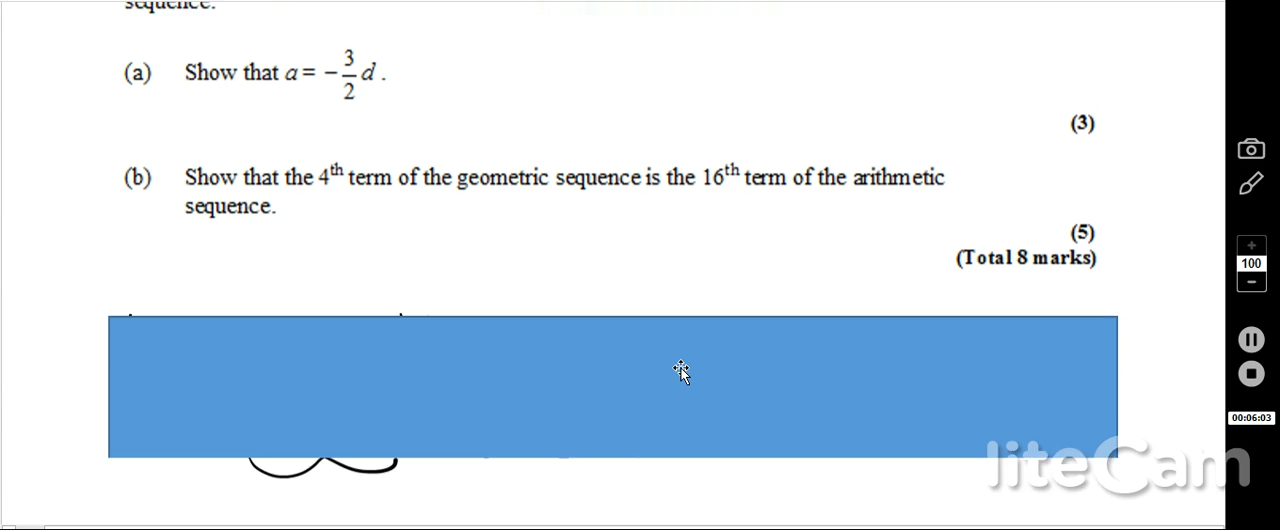 sequence.
(a) Show that a = -3/2 d .
(3)
(b) Show that the 4th term of the geometric sequence is the 16th term of the arithmetic
sequence.
(5)
(Total 8 marks)
100
00:06:03
liteCam